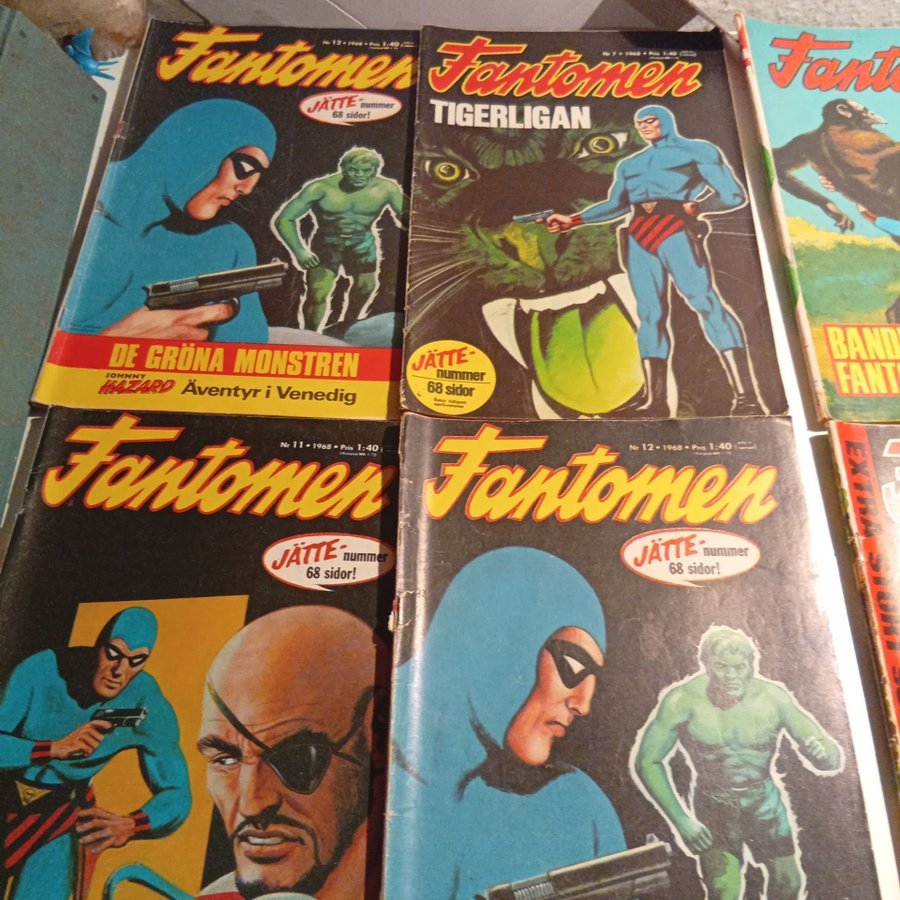 Nr 12 • 1968 • Pris 1:40
Fantomen
JÄTTE-nummer
68 sidor!
DE GRÖNA MONSTREN
JOHNNY
HAZARD Äventyr i Venedig
Nr 7 • 1968 • Pris 1:40
Fantomen
TIGERLIGAN
JÄTTE-
nummer
68 sidor
Fant
BAND
FANT
Nr 11 • 1968 • Pris 1:40
Fantomen
JÄTTE-nummer
68 sidor!
Nr 12 • 1968 • Pris 1:40
Fantomen
JÄTTE-nummer
68 sidor!
EXTRA STORT